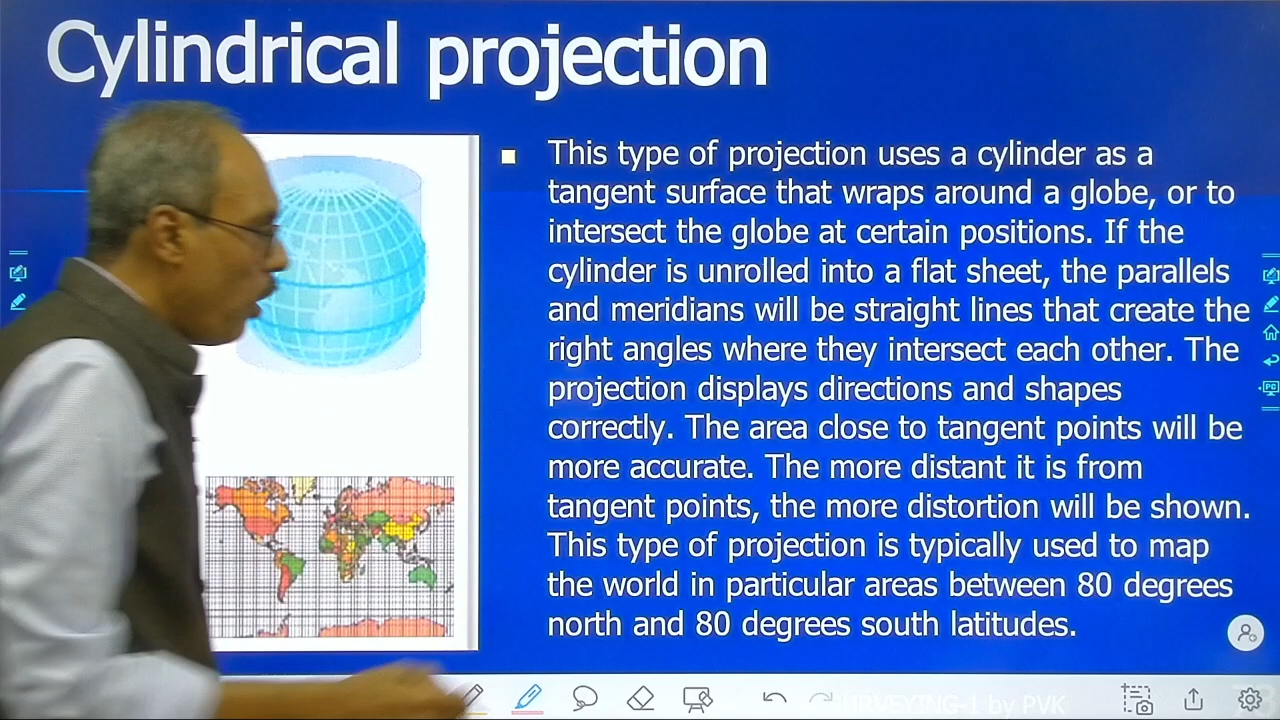 Cylindrical projection
This type of projection uses a cylinder as a
tangent surface that wraps around a globe, or to
intersect the globe at certain positions. If the
cylinder is unrolled into a flat sheet, the parallels
and meridians will be straight lines that create the
right angles where they intersect each other. The
projection displays directions and shapes
correctly. The area close to tangent points will be
more accurate. The more distant it is from
tangent points, the more distortion will be shown.
This type of projection is typically used to map
the world in particular areas between 80 degrees
north and 80 degrees south latitudes.
PC
by PVK